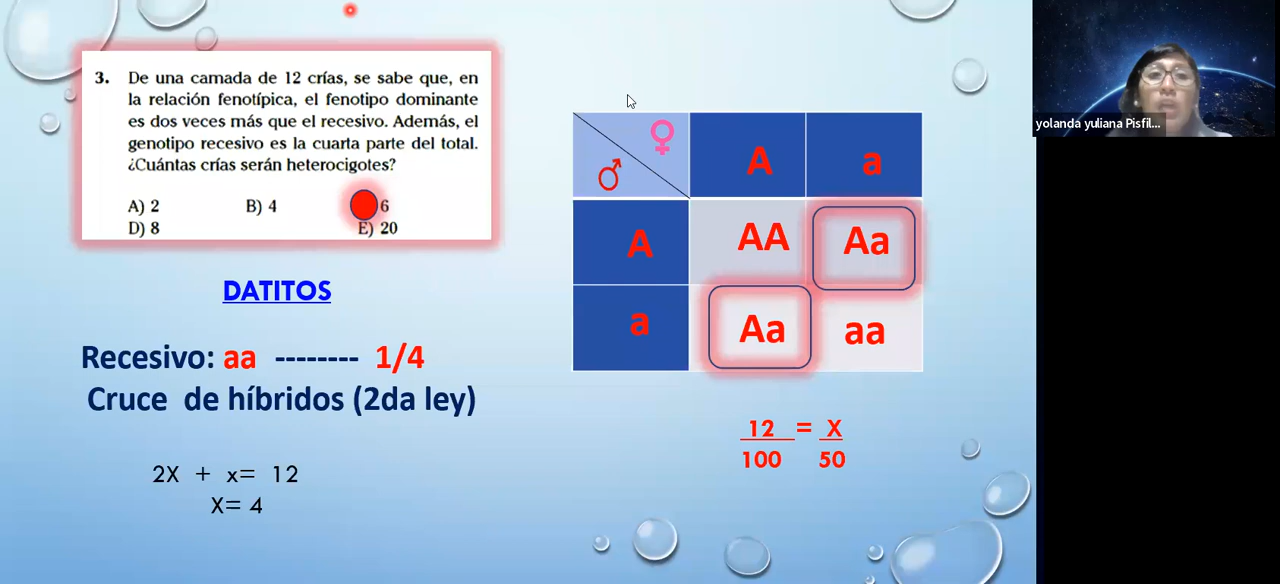 3. De una camada de 12 crías, se sabe que, en
la relación fenotípica, el fenotipo dominante
es dos veces más que el recesivo. Además, el
genotipo recesivo es la cuarta parte del total.
¿Cuántas crías serán heterocigotes?
A) 2 B) 4 6
D) 8 E) 20
DATITOS
Recesivo: aa -------- 1/4
Cruce de híbridos (2da ley)
2X + x= 12
X= 4
♀
♂
A a
A AA Aa
a Aa aa
12 = X
100 50
yolanda yuliana Pisfil...